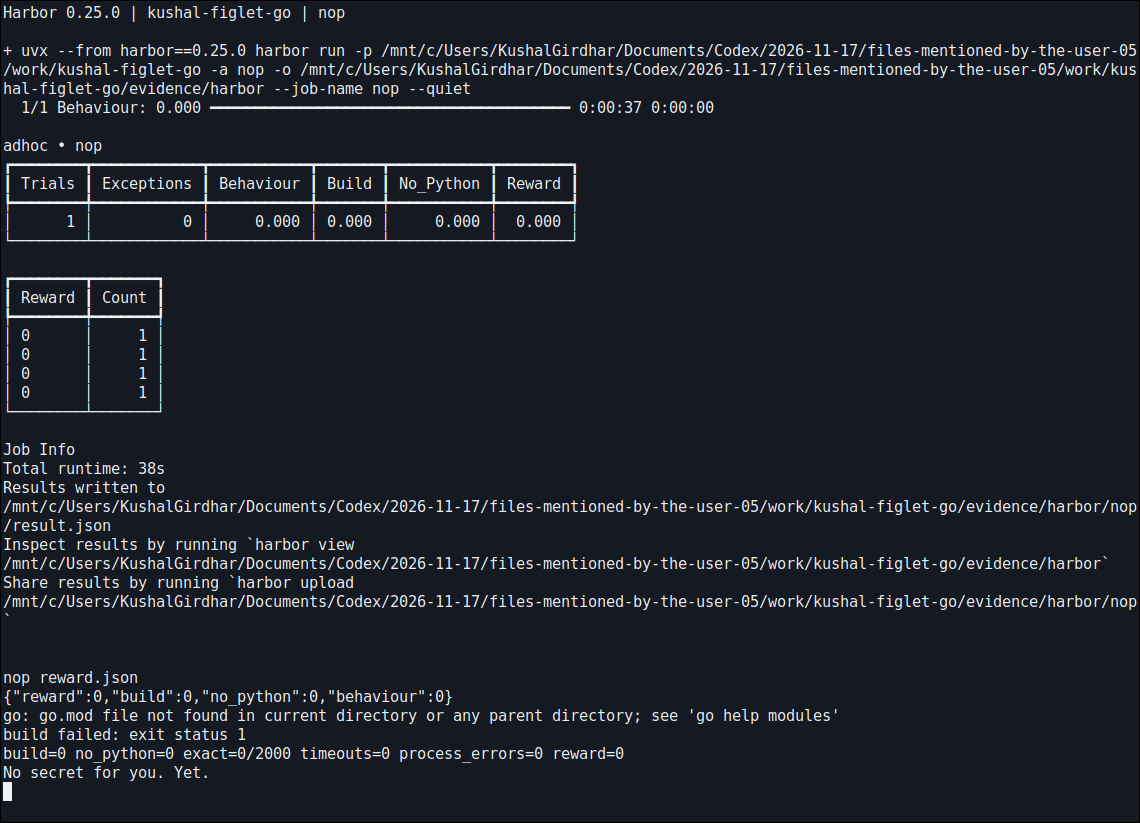 Harbor 0.25.0 | kushal-figlet-go | nop
+ uvx --from harbor==0.25.0 harbor run -p /mnt/c/Users/KushalGirdhar/Documents/Codex/2026-11-17/files-mentioned-by-the-user-05
/work/kushal-figlet-go -a nop -o /mnt/c/Users/KushalGirdhar/Documents/Codex/2026-11-17/files-mentioned-by-the-user-05/work/kus
hal-figlet-go/evidence/harbor --job-name nop --quiet
1/1 Behaviour: 0.000 0:00:37 0:00:00
adhoc • nop
Trials Exceptions Behaviour Build No_Python Reward
1 0 0.000 0.000 0.000 0.000
Reward Count
0 1
0 1
0 1
0 1
Job Info
Total runtime: 38s
Results written to
/mnt/c/Users/KushalGirdhar/Documents/Codex/2026-11-17/files-mentioned-by-the-user-05/work/kushal-figlet-go/evidence/harbor/nop
/result.json
Inspect results by running `harbor view
/mnt/c/Users/KushalGirdhar/Documents/Codex/2026-11-17/files-mentioned-by-the-user-05/work/kushal-figlet-go/evidence/harbor`
Share results by running `harbor upload
/mnt/c/Users/KushalGirdhar/Documents/Codex/2026-11-17/files-mentioned-by-the-user-05/work/kushal-figlet-go/evidence/harbor/nop
`
nop reward.json
{"reward":0,"build":0,"no_python":0,"behaviour":0}
go: go.mod file not found in current directory or any parent directory; see 'go help modules'
build failed: exit status 1
build=0 no_python=0 exact=0/2000 timeouts=0 process_errors=0 reward=0
No secret for you. Yet.